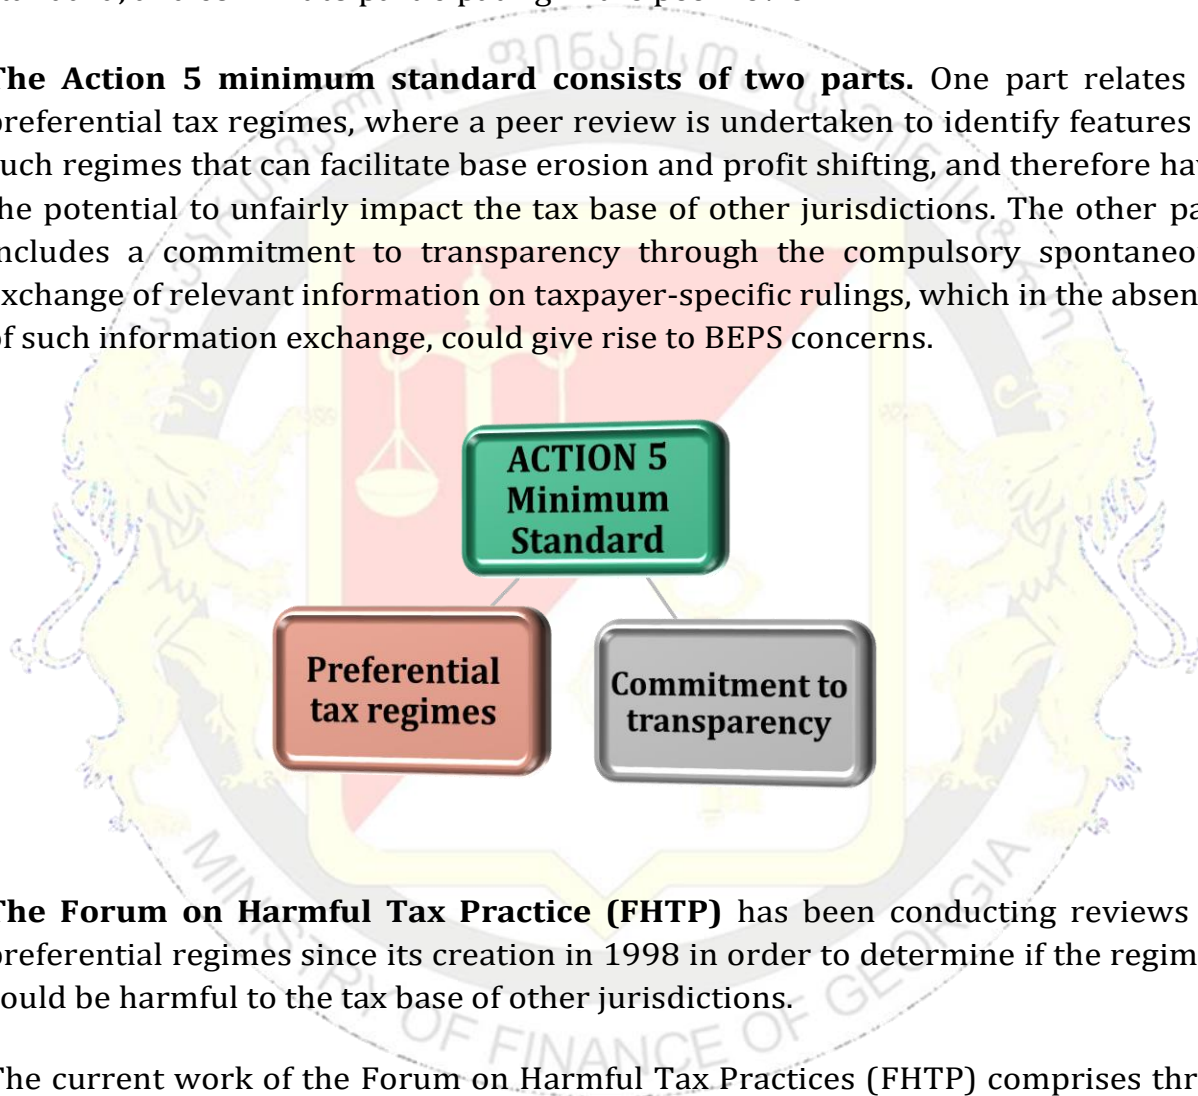 The Action 5 minimum standard consists of two parts. One part relates
preferential tax regimes, where a peer review is undertaken to identify features
such regimes that can facilitate base erosion and profit shifting, and therefore
the potential to unfairly impact the tax base of other jurisdictions. The other
includes a commitment to transparency through the compulsory
exchange of relevant information on taxpayer-specific rulings, which in the
of such information exchange, could give rise to BEPS concerns.
ACTION 5
Minimum
Standard
Preferential
tax regimes
Commitment to
transparency
The Forum on Harmful Tax Practice (FHTP) has been conducting reviews
preferential regimes since its creation in 1998 in order to determine if the
could be harmful to the tax base of other jurisdictions.
The current work of the Forum on Harmful Tax Practices (FHTP) comprises
საქართველოს ფინანსთა სამინისტრო
MINISTRY OF FINANCE OF GEORGIA